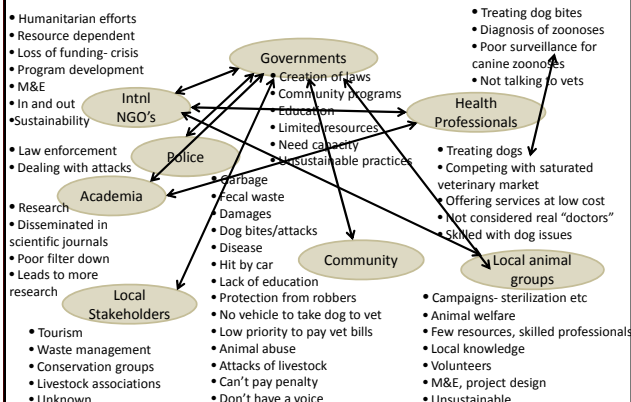 • Humanitarian efforts
• Resource dependent
• Loss of funding- crisis
• Program development
• M&E
• In and out
•Sustainability
Intnl
NGO's
Governments
• Creation of laws
• Community programs
• Education
• Limited resources
• Need capacity
• Unsustainable practices
• Treating dog bites
• Diagnosis of zoonoses
• Poor surveillance for
canine zoonoses
• Not talking to vets
Health
Professionals
• Law enforcement
• Dealing with attacks
Police
Academia
• Research
• Disseminated in
scientific journals
• Poor filter down
• Leads to more
research
• Treating dogs
• Competing with saturated
veterinary market
• Offering services at low cost
• Not considered real "doctors"
• Skilled with dog issues
• Garbage
• Fecal waste
• Damages
• Dog bites/attacks
• Disease
• Hit by car
• Lack of education
• Protection from robbers
• No vehicle to take dog to vet
• Low priority to pay vet bills
• Animal abuse
• Attacks of livestock
• Can't pay penalty
• Don't have a voice
Community
Local animal
groups
Local
Stakeholders
• Tourism
• Waste management
• Conservation groups
• Livestock associations
• Unknown
• Campaigns- sterilization etc
• Animal welfare
• Few resources, skilled professionals
• Local knowledge
• Volunteers
• M&E, project design
• Unsustainable